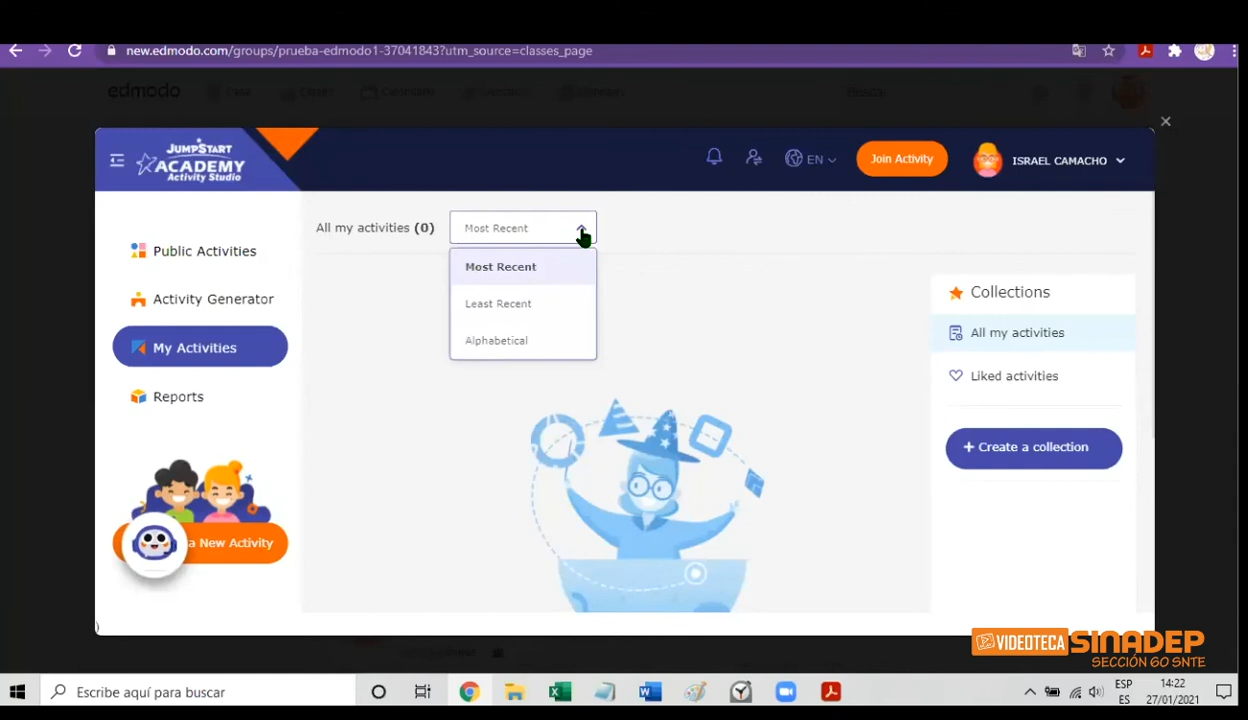 new.edmodo.com/groups/prueba-edmodo1-37041843?utm_source=classes_page
edmodo
Buscar
JUMPSTART
ACADEMY
Activity Studio
EN
Join Activity
ISRAEL CAMACHO
Public Activities
Activity Generator
My Activities
Reports
a New Activity
All my activities (0)
Most Recent
Most Recent
Least Recent
Alphabetical
Collections
All my activities
Liked activities
+ Create a collection
VIDEOTECA SINADEP
SECCIÓN 60 SNTE
Escribe aquí para buscar
ESP
ES
14:22
27/01/2021